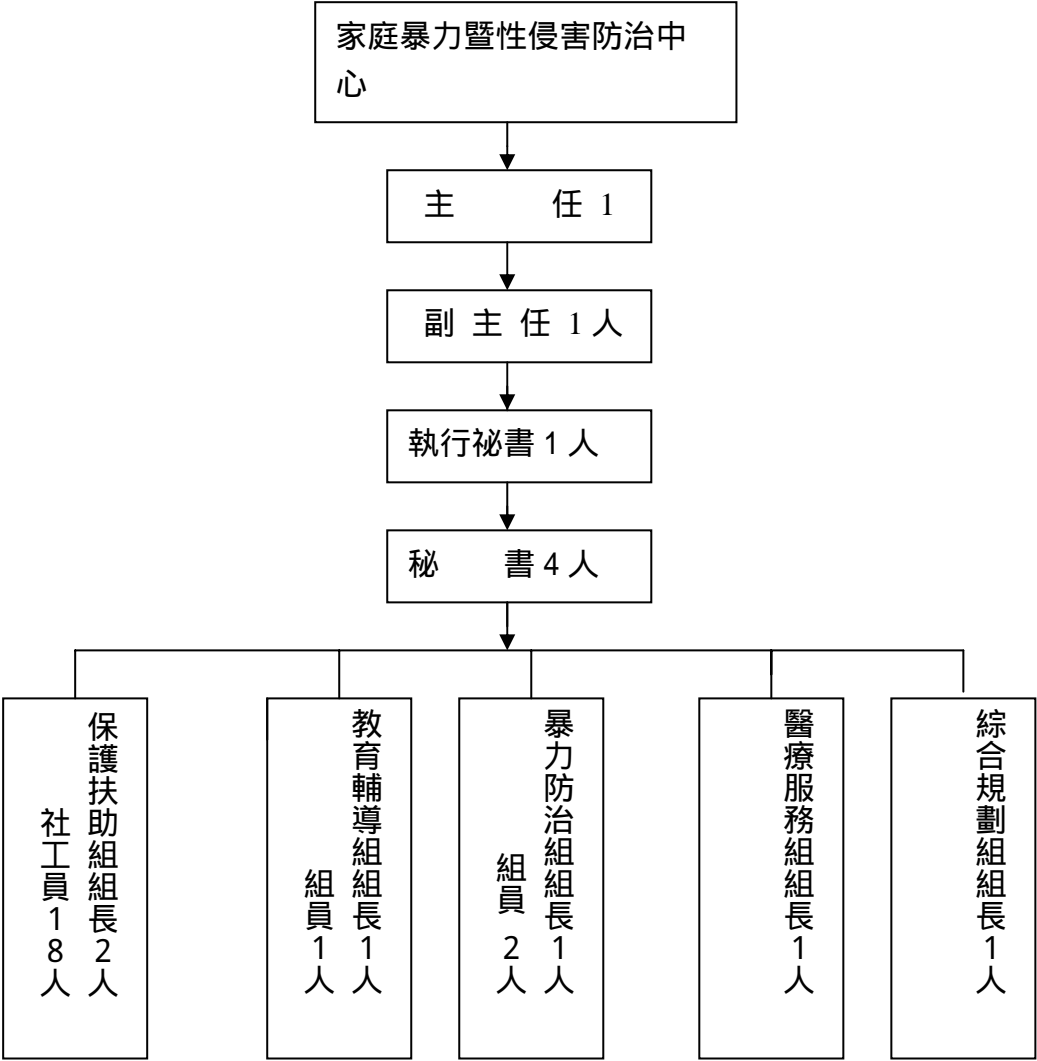 家庭暴力暨性侵害防治中
心
主 任 1
副 主 任 1人
執行祕書1人
秘 書4人
保護扶助組組長2人
社工員18人
教育輔導組組長1人
組員1人
暴力防治組組長1人
組員 2人
醫療服務組組長1人
綜合規劃組組長1人